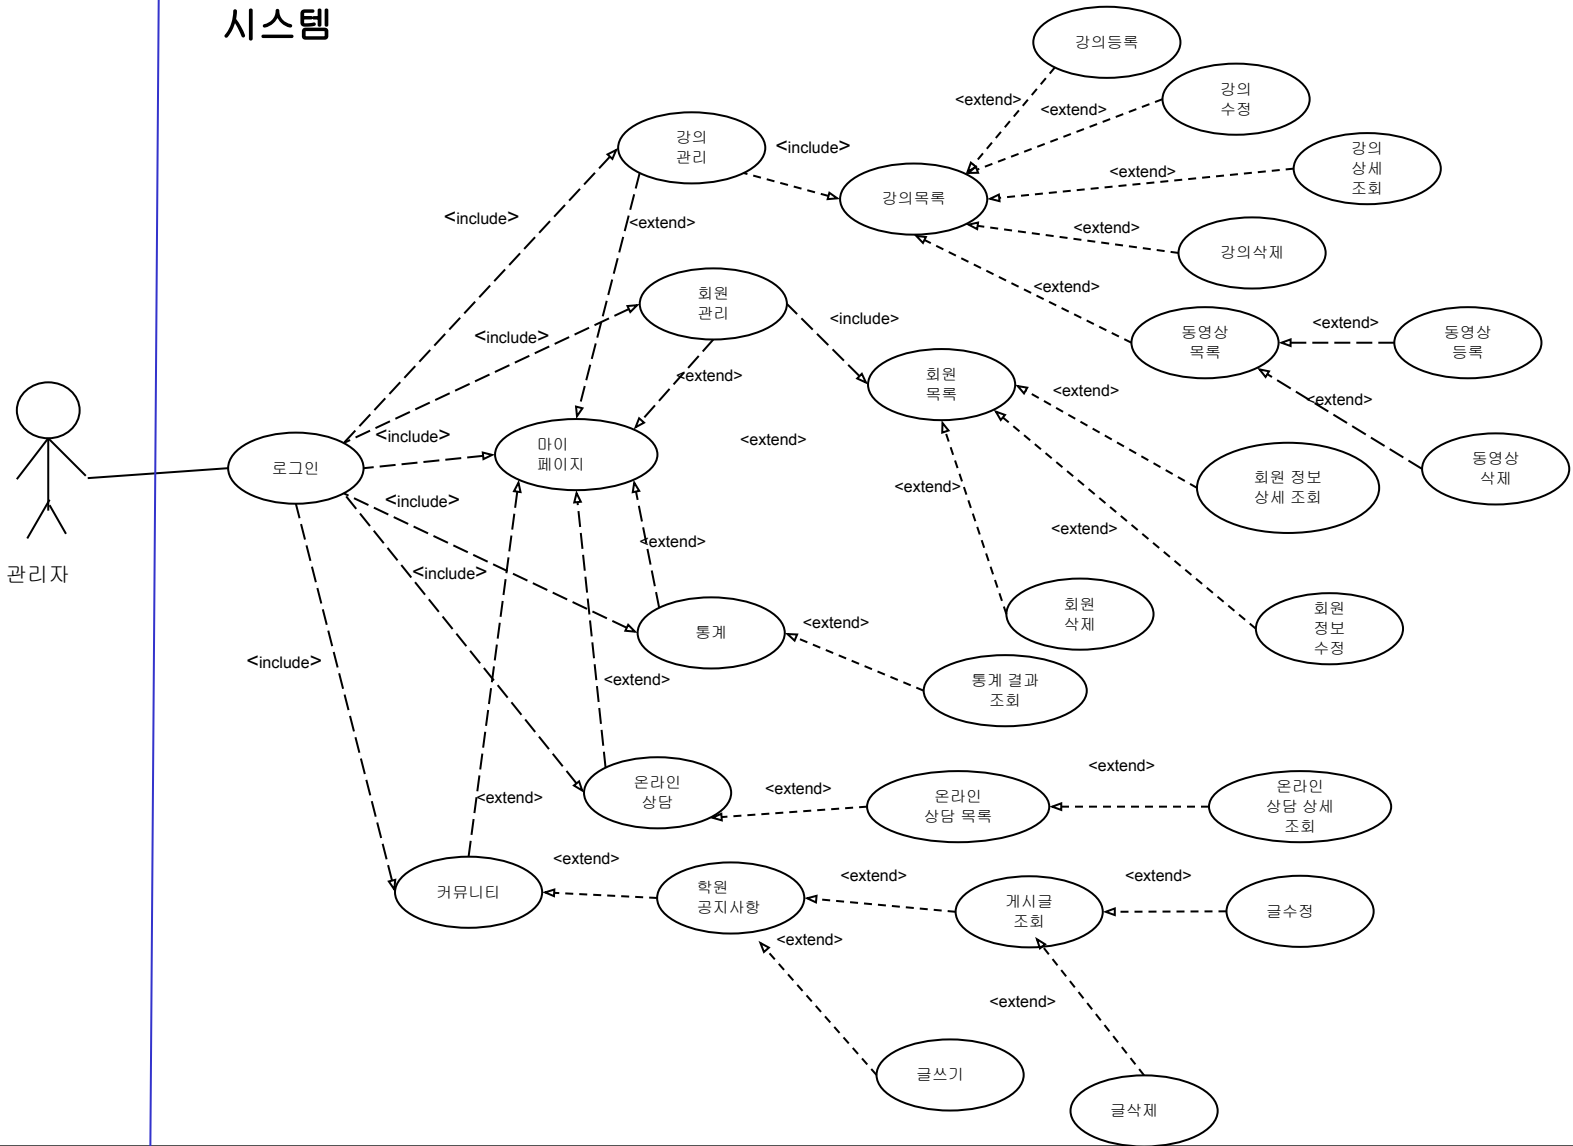 시스템
강의등록
<extend>
강의
수정
<extend>
강의
관리
<include>
강의
상세
조회
<extend>
강의목록
<include>
<extend>
<extend>
강의삭제
회원
관리
<extend>
<include>
<include>
동영상
목록
<extend>
동영상
등록
회원
목록
<extend>
<extend>
<extend>
<include>
마이
페이지
<extend>
로그인
동영상
삭제
회원 정보
상세 조회
<extend>
<include>
<extend>
<extend>
<include>
관리자
회원
삭제
회원
정보
수정
통계
<extend>
<include>
<extend>
통계 결과
조회
온라인
상담
<extend>
<extend>
온라인
상담 목록
<extend>
온라인
상담 상세
조회
<extend>
<extend>
<extend>
커뮤니티
학원
공지사항
게시글
조회
글수정
<extend>
<extend>
글쓰기
글삭제